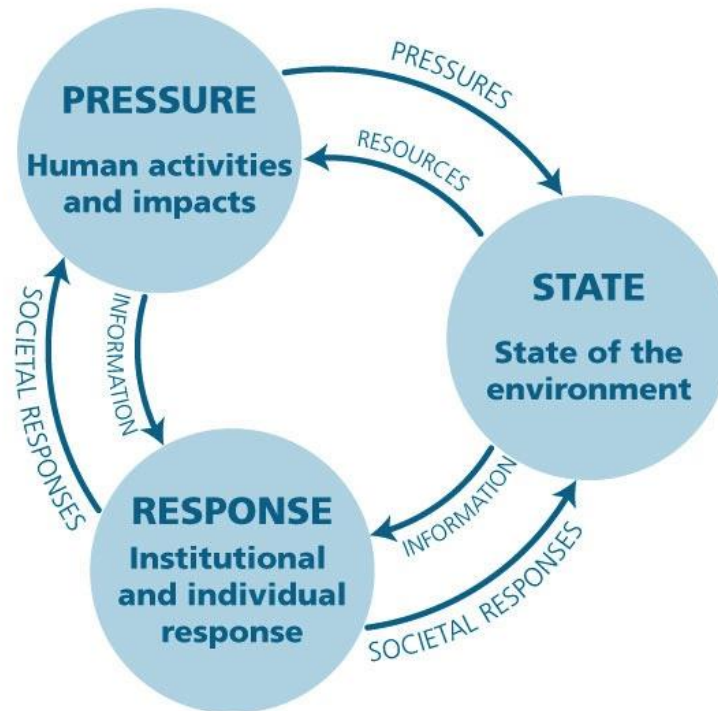 PRESSURE
Human activities
and impacts
PRESSURES
RESOURCES
STATE
State of the
environment
INFORMATION
SOCIETAL RESPONSES
RESPONSE
Institutional
and individual
response
INFORMATION
SOCIETAL RESPONSES